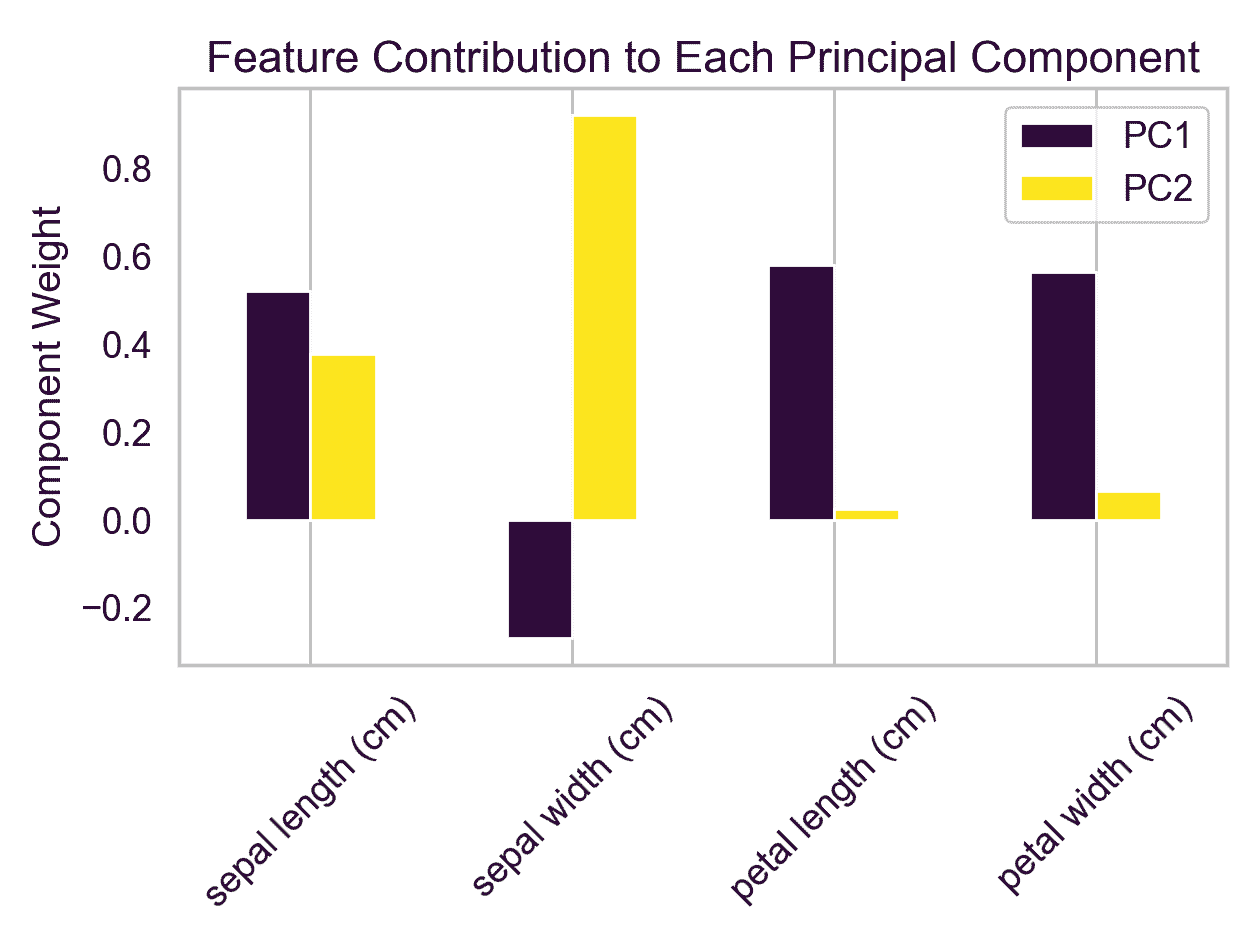 Feature Contribution to Each Principal Component
PC1
PC2
Component Weight
0.8
0.6
0.4
0.2
0.0
−0.2
sepal length (cm)
sepal width (cm)
petal length (cm)
petal width (cm)